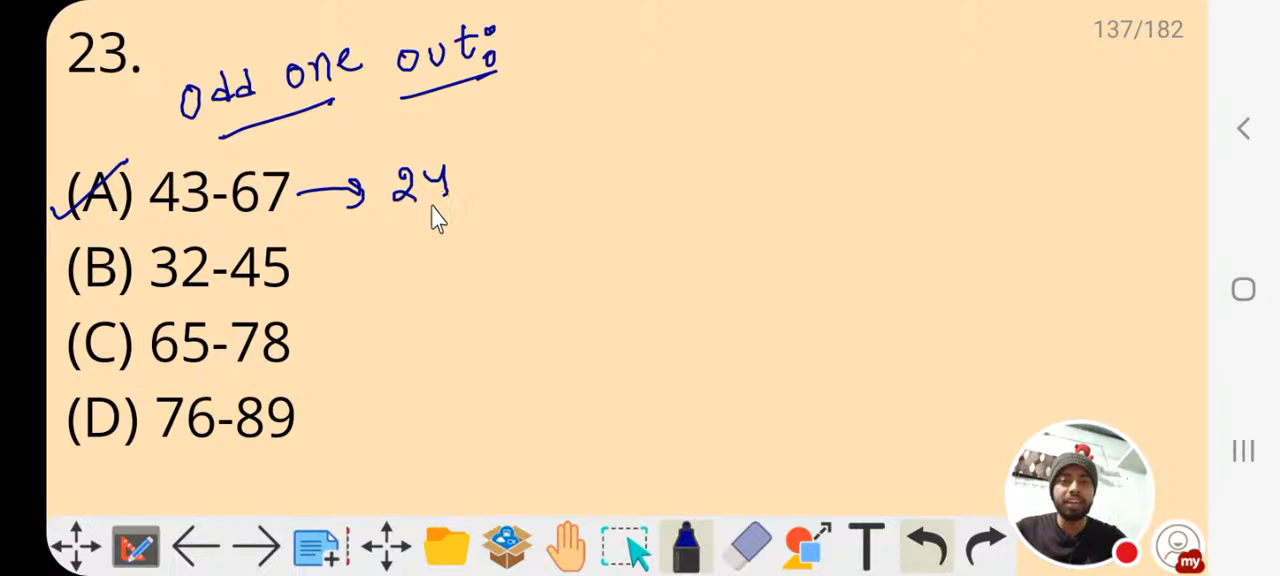 137/182
23.
Odd one out:
(A) 43-67 → 24
(B) 32-45
(C) 65-78
(D) 76-89
T
my